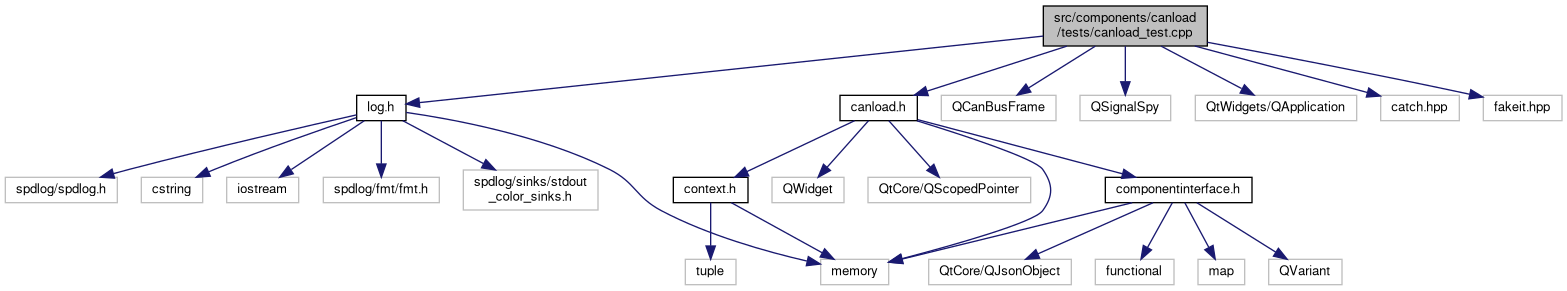 src/components/canload
/tests/canload_test.cpp
log.h
canload.h
QCanBusFrame
QSignalSpy
QtWidgets/QApplication
catch.hpp
fakeit.hpp
spdlog/spdlog.h
cstring
iostream
spdlog/fmt/fmt.h
spdlog/sinks/stdout
_color_sinks.h
context.h
QWidget
QtCore/QScopedPointer
componentinterface.h
tuple
memory
QtCore/QJsonObject
functional
map
QVariant